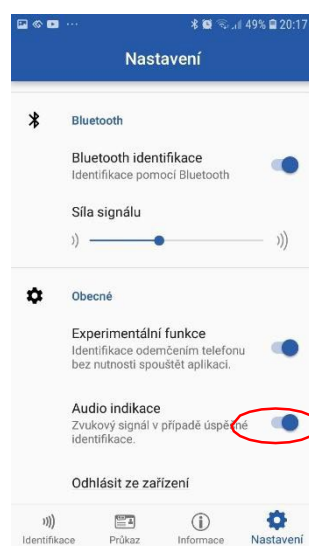 49% 20:17
Nastavení
Bluetooth
Bluetooth identifikace
Identifikace pomocí Bluetooth
Síla signálu
Obecné
Experimentální funkce
Identifikace odemčením telefonu
bez nutnosti spouštět aplikaci.
Audio indikace
Zvukový signál v případě úspěšné
identifikace.
Odhlásit ze zařízení
Identifikace Průkaz Informace Nastavení